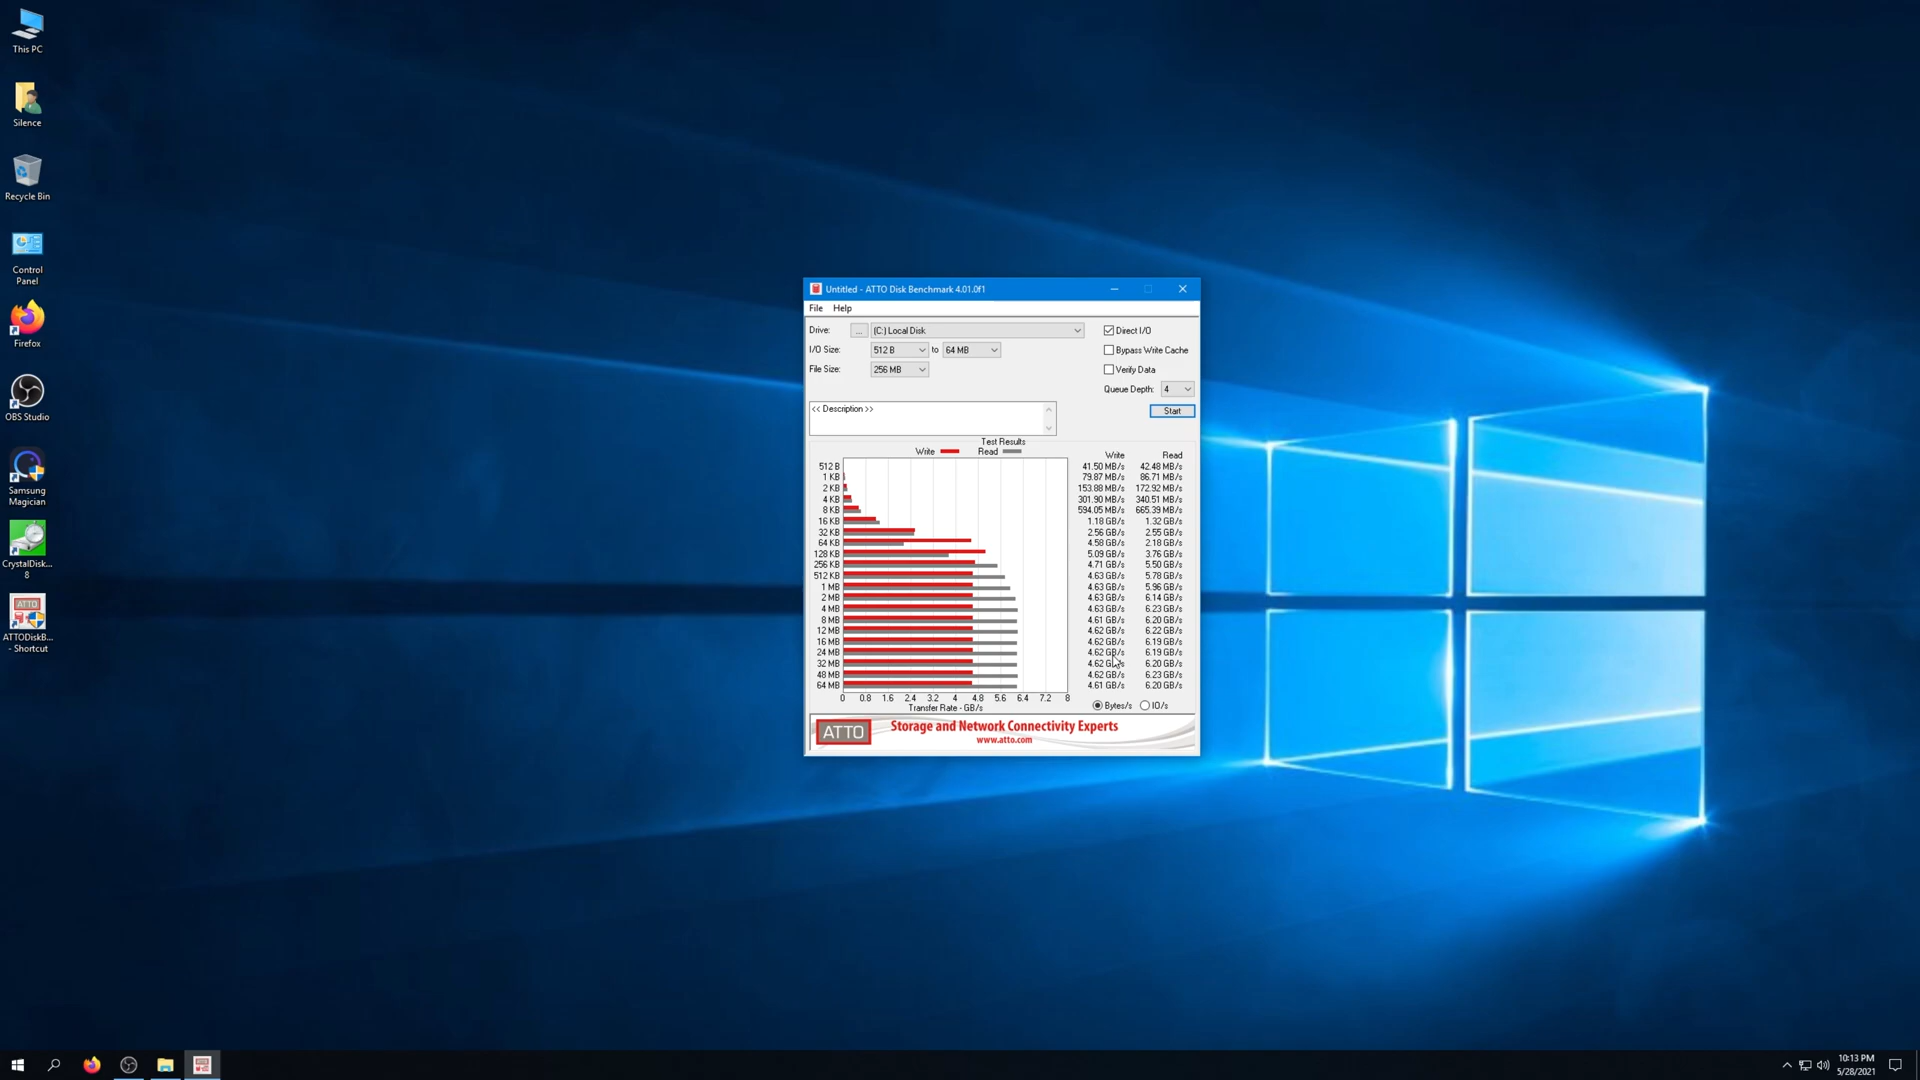 This PC
Silence
Recycle Bin
Control
Panel
Firefox
OBS Studio
Samsung
Magician
CrystalDisk...
8
ATTO
ATTODiskB...
- Shortcut
Untitled - ATTO Disk Benchmark 4.01.0f1
File Help
Drive: ... (C:) Local Disk
Direct I/O
I/O Size: 512 B to 64 MB
Bypass Write Cache
File Size: 256 MB
Verify Data
Queue Depth: 4
<< Description >>
Start
Test Results
Write Read
Write Read
512 B 41.50 MB/s 42.48 MB/s
1 KB 79.87 MB/s 86.71 MB/s
2 KB 153.88 MB/s 172.92 MB/s
4 KB 301.90 MB/s 340.51 MB/s
8 KB 594.05 MB/s 665.39 MB/s
16 KB 1.18 GB/s 1.32 GB/s
32 KB 2.56 GB/s 2.55 GB/s
64 KB 4.58 GB/s 2.18 GB/s
128 KB 5.09 GB/s 3.76 GB/s
256 KB 4.71 GB/s 5.50 GB/s
512 KB 4.63 GB/s 5.78 GB/s
1 MB 4.63 GB/s 5.96 GB/s
2 MB 4.63 GB/s 6.14 GB/s
4 MB 4.63 GB/s 6.23 GB/s
8 MB 4.61 GB/s 6.20 GB/s
12 MB 4.62 GB/s 6.22 GB/s
16 MB 4.62 GB/s 6.19 GB/s
24 MB 4.62 GB/s 6.19 GB/s
32 MB 4.62 GB/s 6.20 GB/s
48 MB 4.62 GB/s 6.23 GB/s
64 MB 4.61 GB/s 6.20 GB/s
0 0.8 1.6 2.4 3.2 4 4.8 5.6 6.4 7.2 8
Transfer Rate - GB/s
Bytes/s IO/s
ATTO
Storage and Network Connectivity Experts
www.atto.com
10:13 PM
5/28/2021